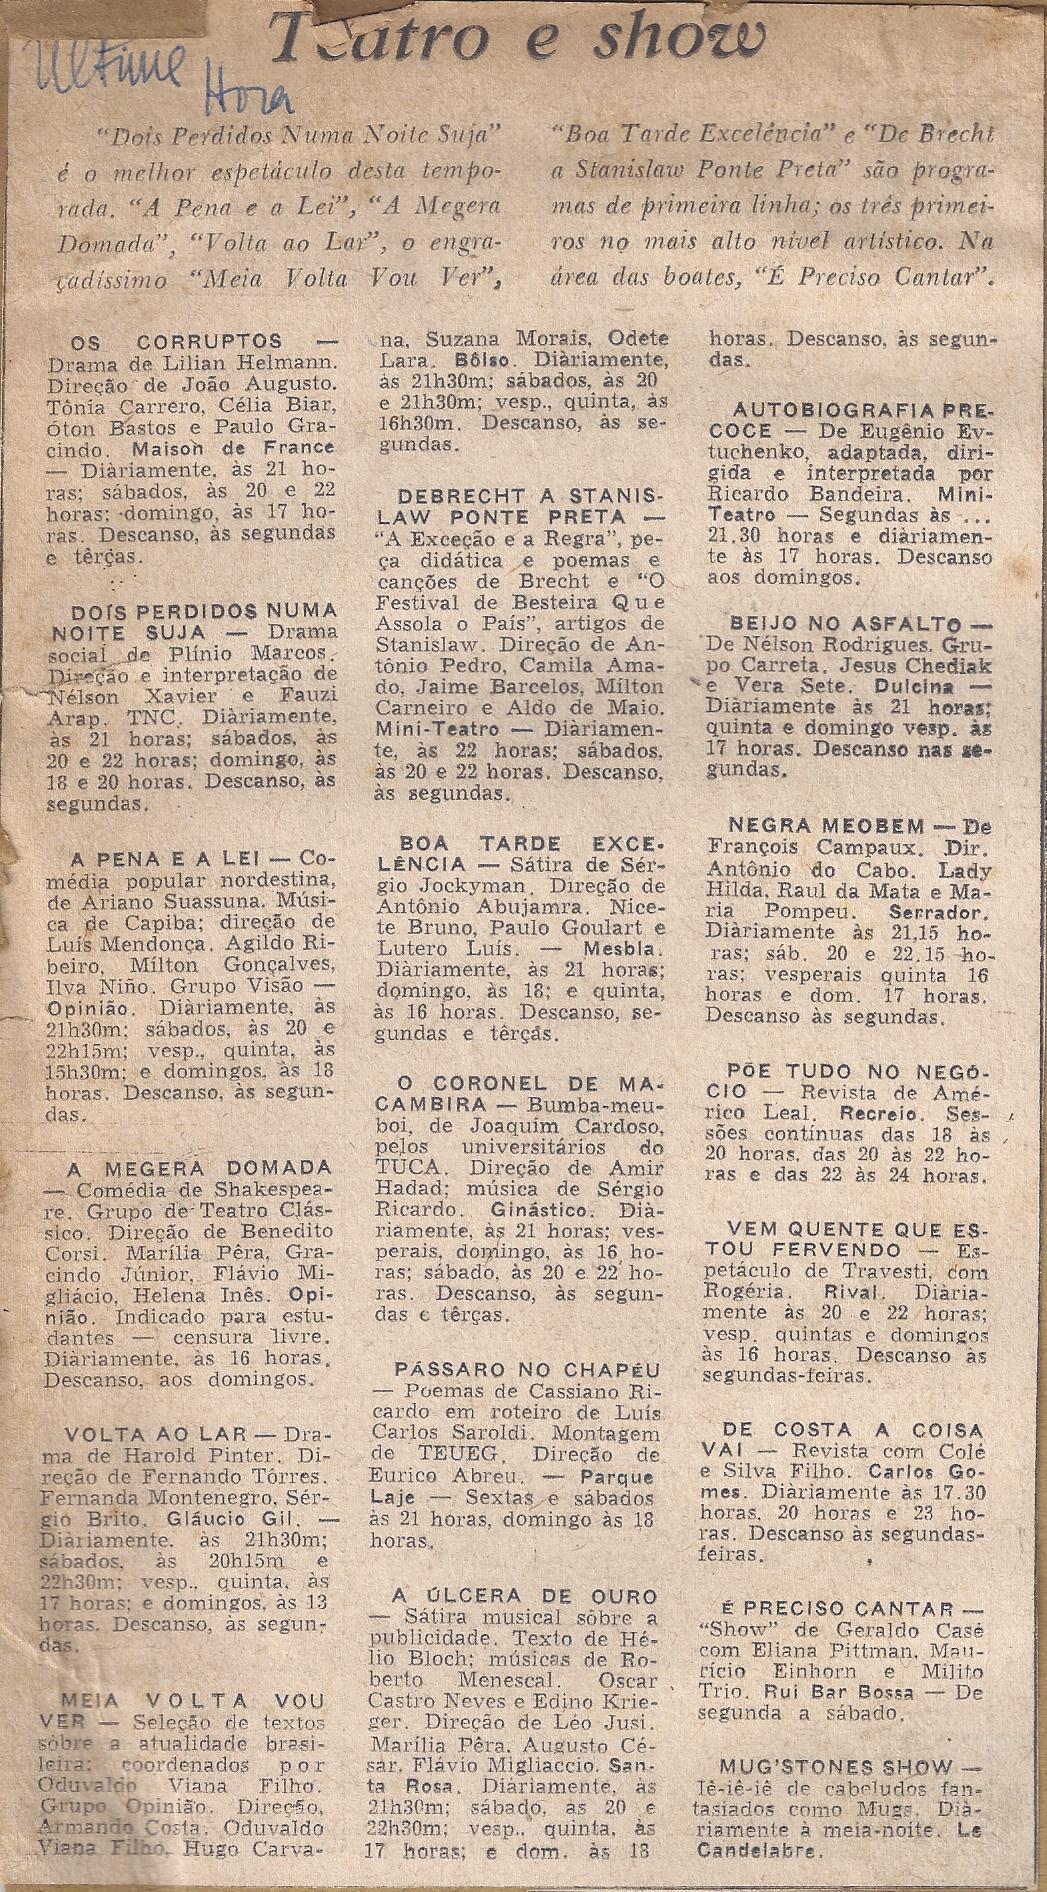 Teatro e show
Ultima
Hora
"Dois Perdidos Numa Noite Suja"
é o melhor espetáculo desta tempo-
rada. "A Pena e a Lei", "A Megera
Domada", "Volta ao Lar", o engra-
çadíssimo "Meia Volta Vou Ver",
"Boa Tarde Excelência" e "De Brecht
a Stanislaw Ponte Preta" são progra-
mas de primeira linha; os três primei-
ros no mais alto nível artístico. Na
área das boates, "É Preciso Cantar".
OS CORRUPTOS —
Drama de Lilian Helmann.
Direção de João Augusto.
Tônia Carrero, Célia Biar,
Óton Bastos e Paulo Gra-
cindo. Maison de France
— Diàriamente, às 21 ho-
ras; sábados, às 20 e 22
horas; domingo, às 17 ho-
ras. Descanso, às segundas
e têrças.
DOIS PERDIDOS NUMA
NOITE SUJA — Drama
social de Plínio Marcos.
Direção e interpretação de
Nélson Xavier e Fauzi
Arap. TNC. Diàriamente,
às 21 horas; sábados, às
20 e 22 horas; domingo, às
18 e 20 horas. Descanso, às
segundas.
A PENA E A LEI — Co-
média popular nordestina,
de Ariano Suassuna. Músi-
ca de Capiba; direção de
Luís Mendonça. Agildo Ri-
beiro, Mílton Gonçalves,
Ilva Niño. Grupo Visão —
Opinião. Diàriamente, às
21h30m; sábados, às 20 e
22h15m; vesp., quinta, às
15h30m; e domingos, às 18
horas. Descanso, às segun-
das.
A MEGERA DOMADA
— Comédia de Shakespea-
re. Grupo de Teatro Clás-
sico. Direção de Benedito
Corsi. Marília Pêra, Gra-
cindo Júnior, Flávio Mi-
gliácio, Helena Inês. Opi-
nião. Indicado para estu-
dantes — censura livre.
Diàriamente, às 16 horas.
Descanso, aos domingos.
VOLTA AO LAR — Dra-
ma de Harold Pinter. Di-
reção de Fernando Tôrres.
Fernanda Montenegro, Sér-
gio Brito. Gláucio Gil. —
Diàriamente. às 21h30m;
sábados, às 20h15m e
22h30m; vesp., quinta, às
17 horas; e domingos, às 13
horas. Descanso, às segun-
das.
MEIA VOLTA VOU
VER — Seleção de textos
sôbre a atualidade brasi-
leira; coordenados por
Oduvaldo Viana Filho.
Grupo Opinião. Direção,
Armando Costa. Oduvaldo
Viana Filho, Hugo Carva-
na, Suzana Morais, Odete
Lara. Bôlso. Diàriamente,
às 21h30m; sábados, às 20
e 21h30m; vesp., quinta, às
16h30m. Descanso, às se-
gundas.
DEBRECHT A STANIS-
LAW PONTE PRETA —
"A Exceção e a Regra", pe-
ça didática e poemas e
canções de Brecht e "O
Festival de Besteira Que
Assola o País", artigos de
Stanislaw. Direção de An-
tônio Pedro, Camila Ama-
do, Jaime Barcelos, Mílton
Carneiro e Aldo de Maio.
Mini-Teatro — Diàriamen-
te, às 22 horas; sábados,
às 20 e 22 horas. Descanso,
às segundas.
BOA TARDE EXCE-
LÊNCIA — Sátira de Sér-
gio Jockyman. Direção de
Antônio Abujamra. Nice-
te Bruno, Paulo Goulart e
Lutero Luís. — Mesbla.
Diàriamente, às 21 horas;
domingo, às 18; e quinta,
às 16 horas. Descanso, se-
gundas e têrças.
O CORONEL DE MA-
CAMBIRA — Bumba-meu-
boi, de Joaquim Cardoso,
pelos universitários do
TUCA. Direção de Amir
Hadad; música de Sérgio
Ricardo. Ginástico. Dià-
riamente, às 21 horas; ves-
perais, domingo, às 16 ho-
ras; sábado, às 20 e 22 ho-
ras. Descanso, às segun-
das e têrças.
PÁSSARO NO CHAPÉU
— Poemas de Cassiano Ri-
cardo em roteiro de Luís
Carlos Saroldi. Montagem
de TEUEG. Direção de
Eurico Abreu. — Parque
Laje — Sextas e sábados
às 21 horas, domingo às 18
horas.
A ÚLCERA DE OURO
— Sátira musical sôbre a
publicidade. Texto de Hé-
lio Bloch; músicas de Ro-
berto Menescal. Oscar
Castro Neves e Edino Krie-
ger. Direção de Léo Jusi.
Marília Pêra. Augusto Cé-
sar. Flávio Migliaccio. San-
ta Rosa. Diàriamente, às
21h30m; sábado, às 20 e
22h30m; vesp., quinta, às
17 horas; e dom. às 18
horas. Descanso, às segun-
das.
AUTOBIOGRAFIA PRE-
COCE — De Eugênio Ev-
tuchenko, adaptada, diri-
gida e interpretada por
Ricardo Bandeira. Mini-
Teatro — Segundas às ...
21.30 horas e diàriamen-
te às 17 horas. Descanso
aos domingos.
BEIJO NO ASFALTO —
De Nélson Rodrigues. Gru-
po Carreta. Jesus Chediak
e Vera Sete. Dulcina —
Diàriamente às 21 horas;
quinta e domingo vesp. às
17 horas. Descanso nas se-
gundas.
NEGRA MEOBEM — De
François Campaux. Dir.
Antônio do Cabo. Lady
Hilda, Raul da Mata e Ma-
ria Pompeu. Serrador.
Diàriamente às 21,15 ho-
ras; sáb. 20 e 22.15 ho-
ras; vesperais quinta 16
horas e dom. 17 horas.
Descanso às segundas.
PÕE TUDO NO NEGÓ-
CIO — Revista de Amé-
rico Leal. Recreio. Ses-
sões contínuas das 18 às
20 horas, das 20 às 22 ho-
ras e das 22 às 24 horas.
VEM QUENTE QUE ES-
TOU FERVENDO — Es-
petáculo de Travesti, com
Rogéria. Rival. Diària-
mente às 20 e 22 horas;
vesp. quintas e domingos
às 16 horas. Descanso às
segundas-feiras.
DE COSTA A COISA
VAI — Revista com Colé
e Silva Filho. Carlos Go-
mes. Diàriamente às 17.30
horas, 20 horas e 23 ho-
ras. Descanso às segundas-
feiras.
É PRECISO CANTAR —
"Show" de Geraldo Casé
com Eliana Pittman, Mau-
rício Einhorn e Milito
Trio. Rui Bar Bossa — De
segunda a sábado.
MUG'STONES SHOW —
Iê-iê-iê de cabeludos fan-
tasiados como Mugs. Dià-
riamente à meia-noite. Le
Candelabre.